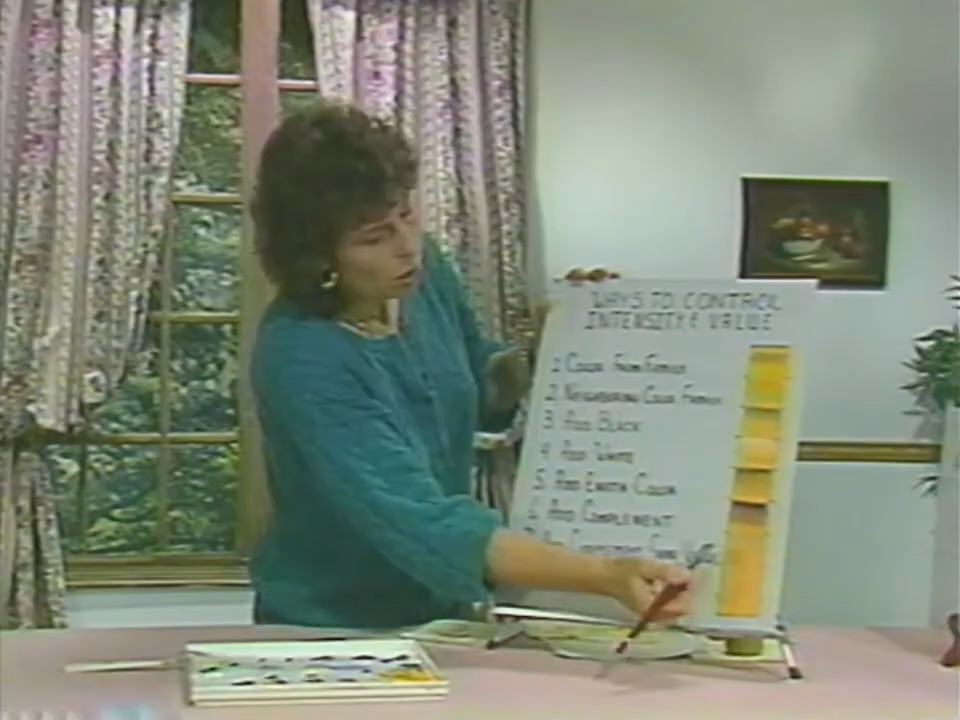 WAYS TO CONTROL
INTENSITY & VALUE
1 COLOR FROM FAMILY
2. NEIGHBORING COLOR FAMILY
3 ADD BLACK
4 ADD WHITE
5. ADD EARTH COLOR
6 ADD COMPLEMENT